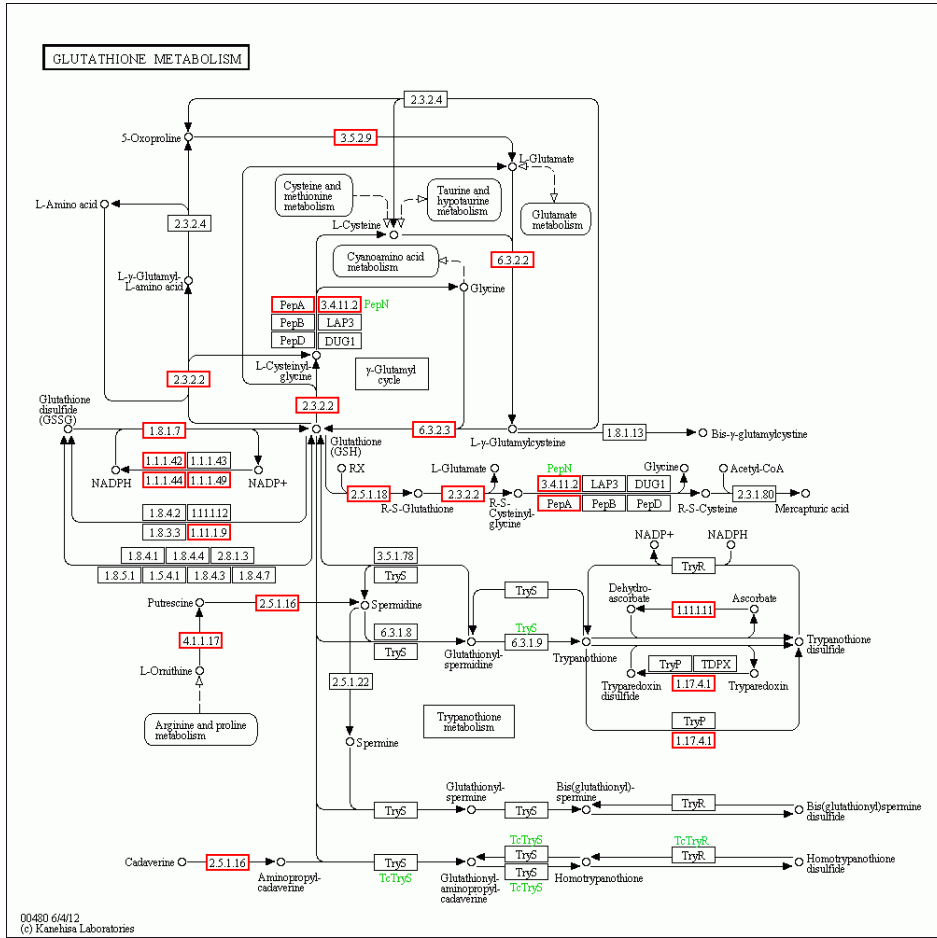 GLUTATHIONE METABOLISM
2.3.2.4
5-Oxoproline
3.5.2.9
L-Glutamate
Cysteine and
methionine
metabolism
Taurine and
hypotaurine
metabolism
Glutamate
metabolism
L-Amino acid
2.3.2.4
L-Cysteine
6.3.2.2
Cyanoamino acid
metabolism
L-γ-Glutamyl-
L-amino acid
Glycine
PepA
3.4.11.2
PepN
PepB
LAP3
PepD
DUG1
L-Cysteinyl-
glycine
γ-Glutamyl
cycle
2.3.2.2
2.3.2.2
Glutathione
disulfide
(GSSG)
1.8.1.7
Glutathione
(GSH)
6.3.2.3
L-γ-Glutamylcysteine
1.8.1.13
Bis-γ-glutamylcystine
1.1.1.42
1.1.1.43
NADPH
1.1.1.44
1.1.1.49
NADP+
RX
2.5.1.18
R-S-Glutathione
L-Glutamate
2.3.2.2
R-S-
Cysteinyl-
glycine
PepN
3.4.11.2
LAP3
DUG1
PepA
PepB
PepD
Glycine
R-S-Cysteine
Acetyl-CoA
2.3.1.80
Mercapturic acid
1.8.4.2
1.11.1.12
1.8.3.3
1.11.1.9
1.8.4.1
1.8.4.4
2.8.1.3
1.8.5.1
1.5.4.1
1.8.4.3
1.8.4.7
3.5.1.78
TryS
NADP+
NADPH
TryR
Putrescine
2.5.1.16
Spermidine
TryS
Dehydro-
ascorbate
Ascorbate
1.11.1.11
4.1.1.17
6.3.1.8
TryS
Glutathionyl-
spermidine
TryS
6.3.1.9
Trypanothione
Trypanothione
disulfide
L-Ornithine
2.5.1.22
TryP
TDPX
1.17.4.1
Tryparedoxin
disulfide
Tryparedoxin
Arginine and proline
metabolism
Trypanothione
metabolism
TryP
1.17.4.1
Spermine
Glutathionyl-
spermine
Bis(glutathionyl)-
spermine
TryS
TryS
TryR
Bis(glutathionyl)spermine
disulfide
Cadaverine
2.5.1.16
Aminopropyl-
cadaverine
TryS
TcTryS
Glutathionyl-
aminopropyl-
cadaverine
TcTryS
TryS
TryS
TcTryS
Homotrypanothione
TcTryR
TryR
Homotrypanothione
disulfide
00480 6/4/12
(c) Kanehisa Laboratories